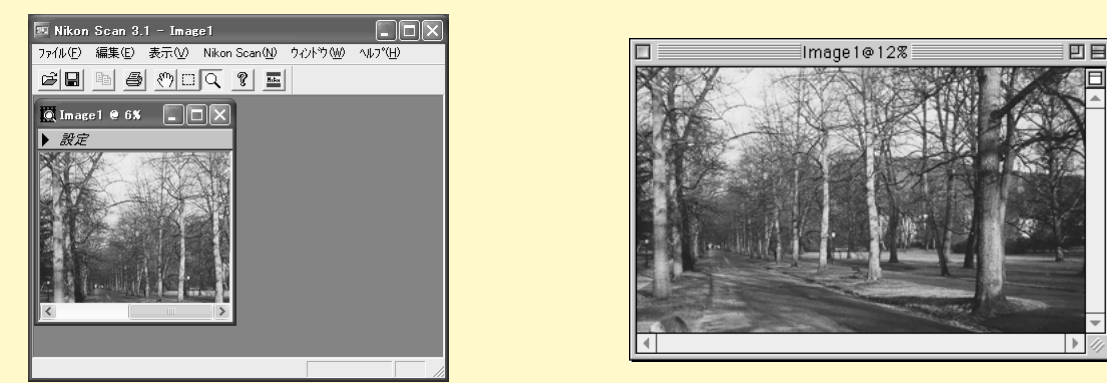 Nikon Scan 3.1 - Image1
ファイル(F) 編集(E) 表示(V) Nikon Scan(N) ウィンドウ(W) ヘルプ(H)
Image1 @ 6%
設定
Image1@12%